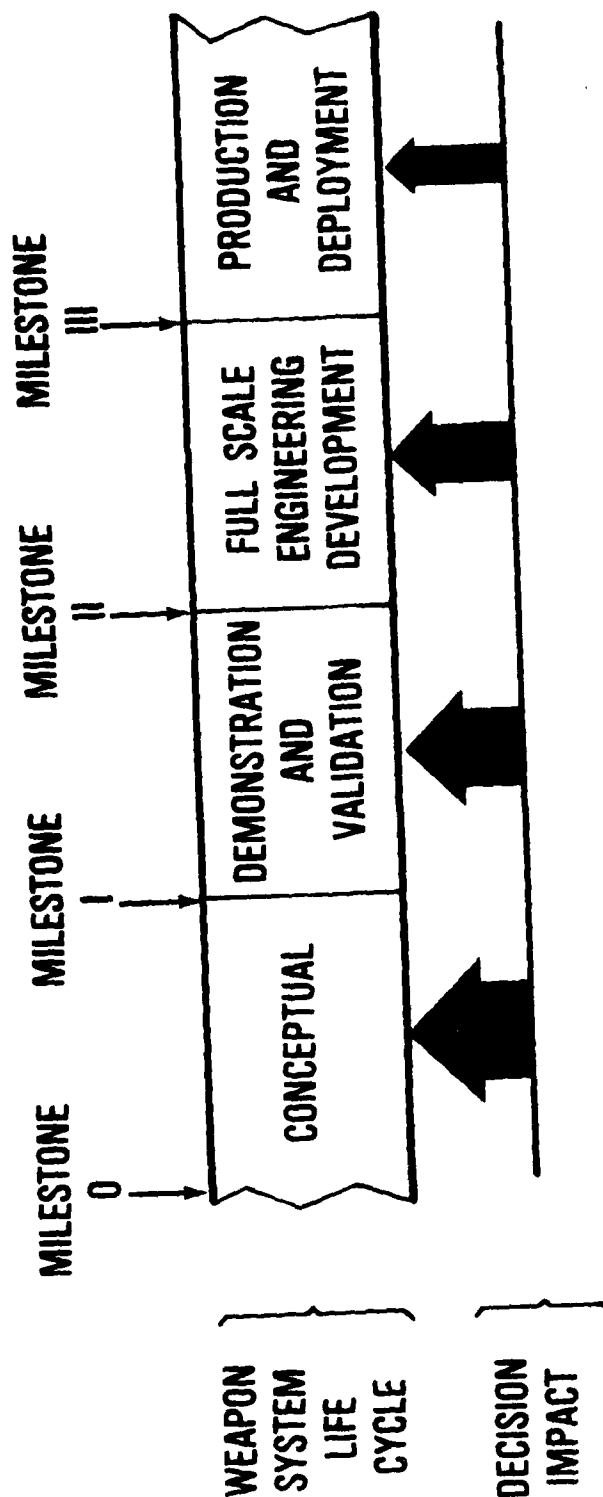 MILESTONE
0
MILESTONE
I
MILESTONE
II
MILESTONE
III
WEAPON
SYSTEM
LIFE
CYCLE
CONCEPTUAL
DEMONSTRATION
AND
VALIDATION
FULL SCALE
ENGINEERING
DEVELOPMENT
PRODUCTION
AND
DEPLOYMENT
DECISION
IMPACT